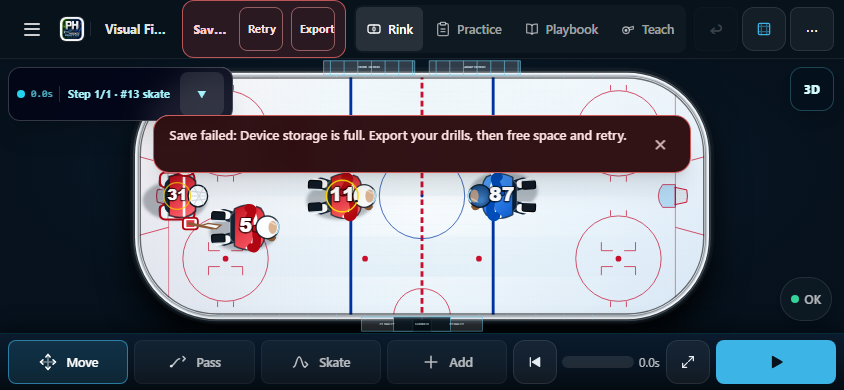 PH
Visual Fi...
Sav...
Retry
Export
Rink
Practice
Playbook
Teach
...
0.0s
Step 1/1 · #13 skate
▼
3D
Save failed: Device storage is full. Export your drills, then free space and retry.
×
31
5
11
87
OK
Move
Pass
Skate
Add
0.0s